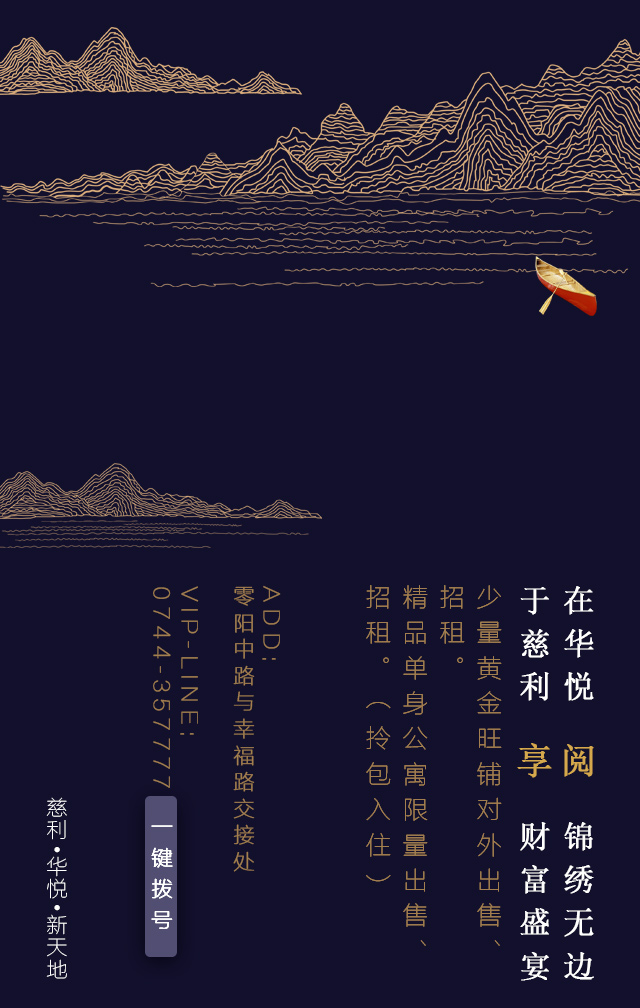 在华悦 阅 锦绣无边
于慈利 享 财富盛宴
少量黄金旺铺对外出售、
招租。
精品单身公寓限量出售、
招租。（拎包入住）
ADD:
零阳中路与幸福路交接处
VIP-LINE:
0744-357777
一键拨号
慈利•华悦•新天地